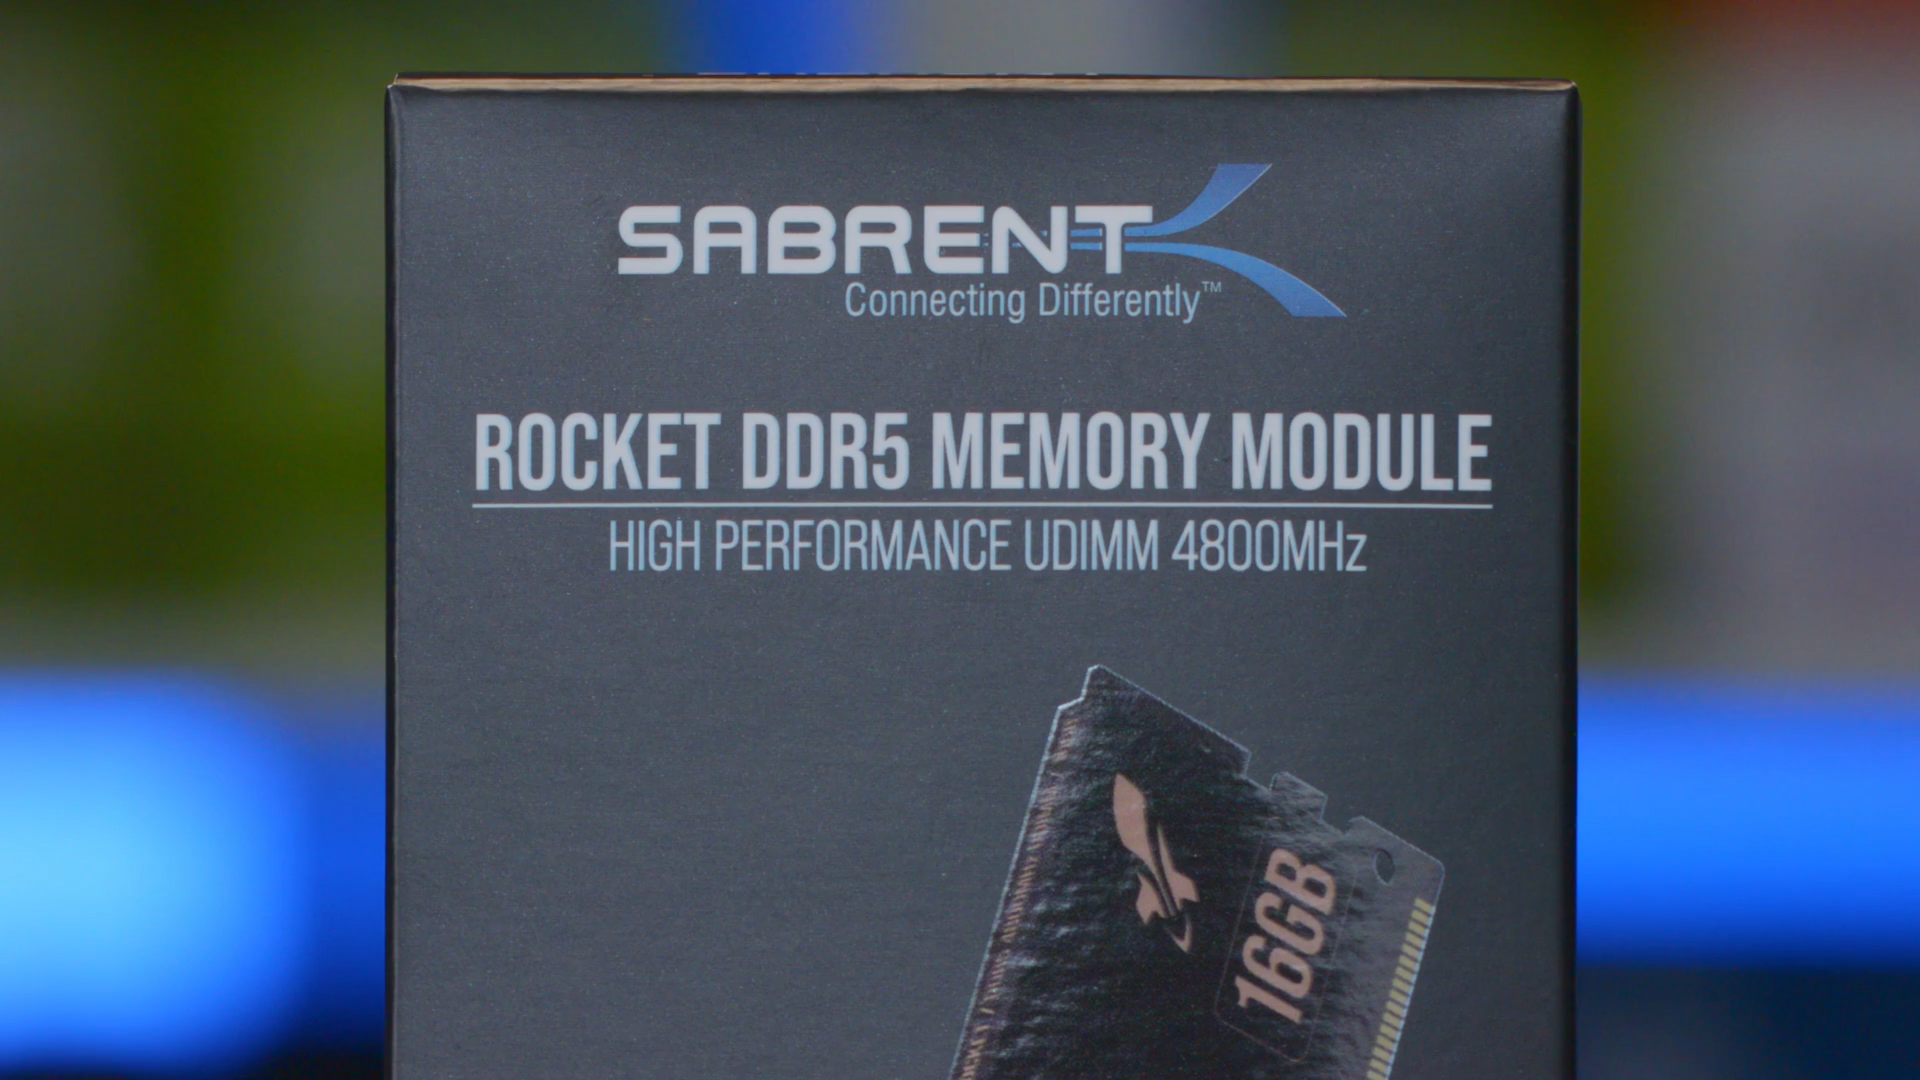 SABRENT
Connecting Differently™
ROCKET DDR5 MEMORY MODULE
HIGH PERFORMANCE UDIMM 4800MHz
16GB